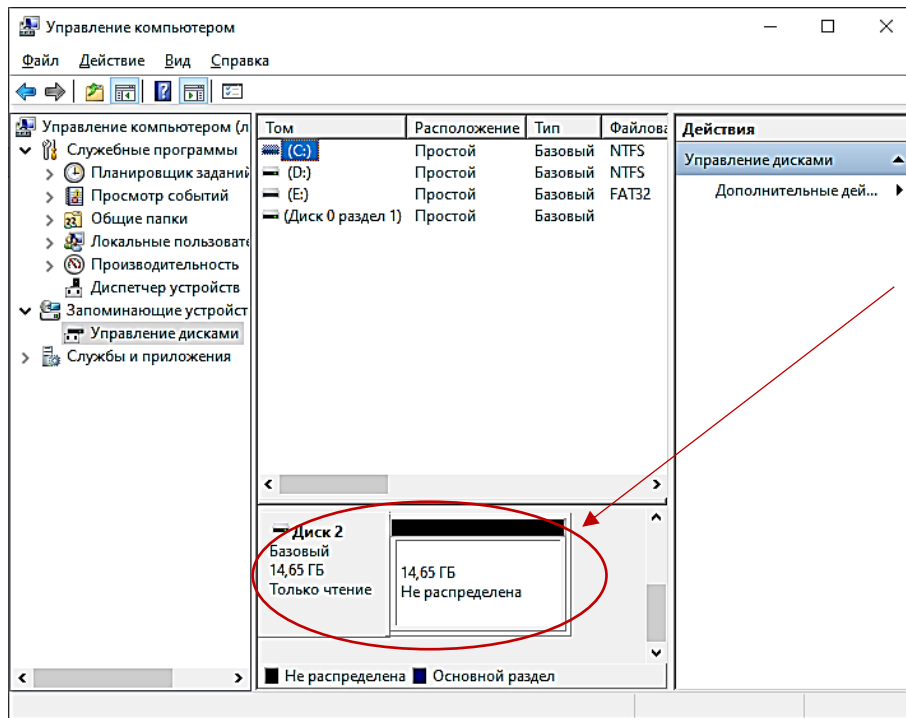 Управление компьютером
Файл Действие Вид Справка
Управление компьютером (л
Служебные программы
Планировщик заданий
Просмотр событий
Общие папки
Локальные пользовате
Производительность
Диспетчер устройств
Запоминающие устройст
Управление дисками
Службы и приложения
Том Расположение Тип Файлова
(C:) Простой Базовый NTFS
(D:) Простой Базовый NTFS
(E:) Простой Базовый FAT32
(Диск 0 раздел 1) Простой Базовый
Действия
Управление дисками
Дополнительные дей...
Диск 2
Базовый
14,65 ГБ
Только чтение
14,65 ГБ
Не распределена
Не распределена Основной раздел